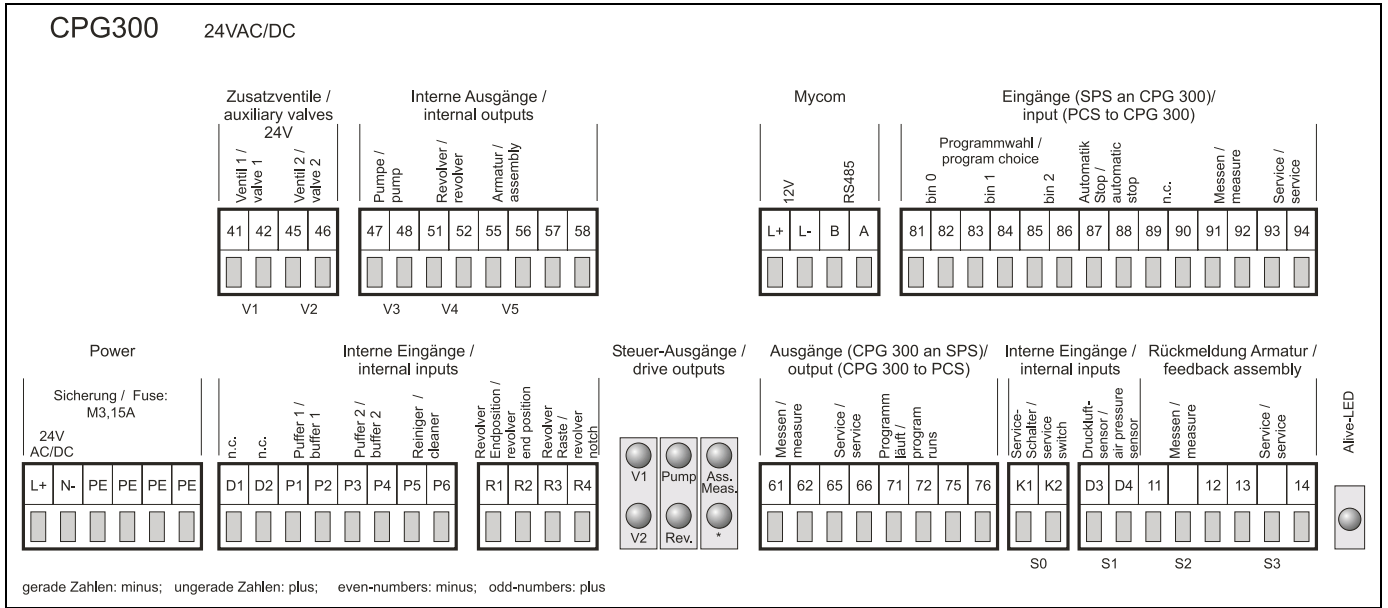 CPG300 24VAC/DC
Zusatzventile /
auxiliary valves
24V
Ventil 1 /
valve 1
Ventil 2 /
valve 2
41 42 45 46
V1 V2
Interne Ausgänge /
internal outputs
Pumpe /
pump
Revolver /
revolver
Armatur /
assembly
47 48 51 52 55 56 57 58
V3 V4 V5
Mycom
12V
RS485
L+ L- B A
Eingänge (SPS an CPG 300)/
input (PCS to CPG 300)
Programmwahl /
program choice
bin 0
bin 1
bin 2
Automatik
Stop /
automatic
stop
n.c.
Messen /
measure
Service /
service
81 82 83 84 85 86 87 88 89 90 91 92 93 94
Power
Sicherung / Fuse:
M3,15A
24V
AC/DC
L+ N- PE PE PE PE
Interne Eingänge /
internal inputs
n.c.
n.c.
Puffer 1 /
buffer 1
Puffer 2 /
buffer 2
Reiniger /
cleaner
Revolver
Endposition /
revolver
end position
Revolver
Raste /
revolver
notch
D1 D2 P1 P2 P3 P4 P5 P6 R1 R2 R3 R4
Steuer-Ausgänge /
drive outputs
V1 Pump Ass.
Meas.
V2 Rev. *
Ausgänge (CPG 300 an SPS)/
output (CPG 300 to PCS)
Messen /
measure
Service /
service
Programm
läuft /
program
runs
61 62 65 66 71 72 75 76
Interne Eingänge /
internal inputs
Service-
Schalter /
service
switch
Druckluft-
sensor /
air pressure
sensor
K1 K2 D3 D4
S0 S1
Rückmeldung Armatur /
feedback assembly
Messen /
measure
Service /
service
11 12 13 14
S2 S3
Alive-LED
gerade Zahlen: minus; ungerade Zahlen: plus; even-numbers: minus; odd-numbers: plus